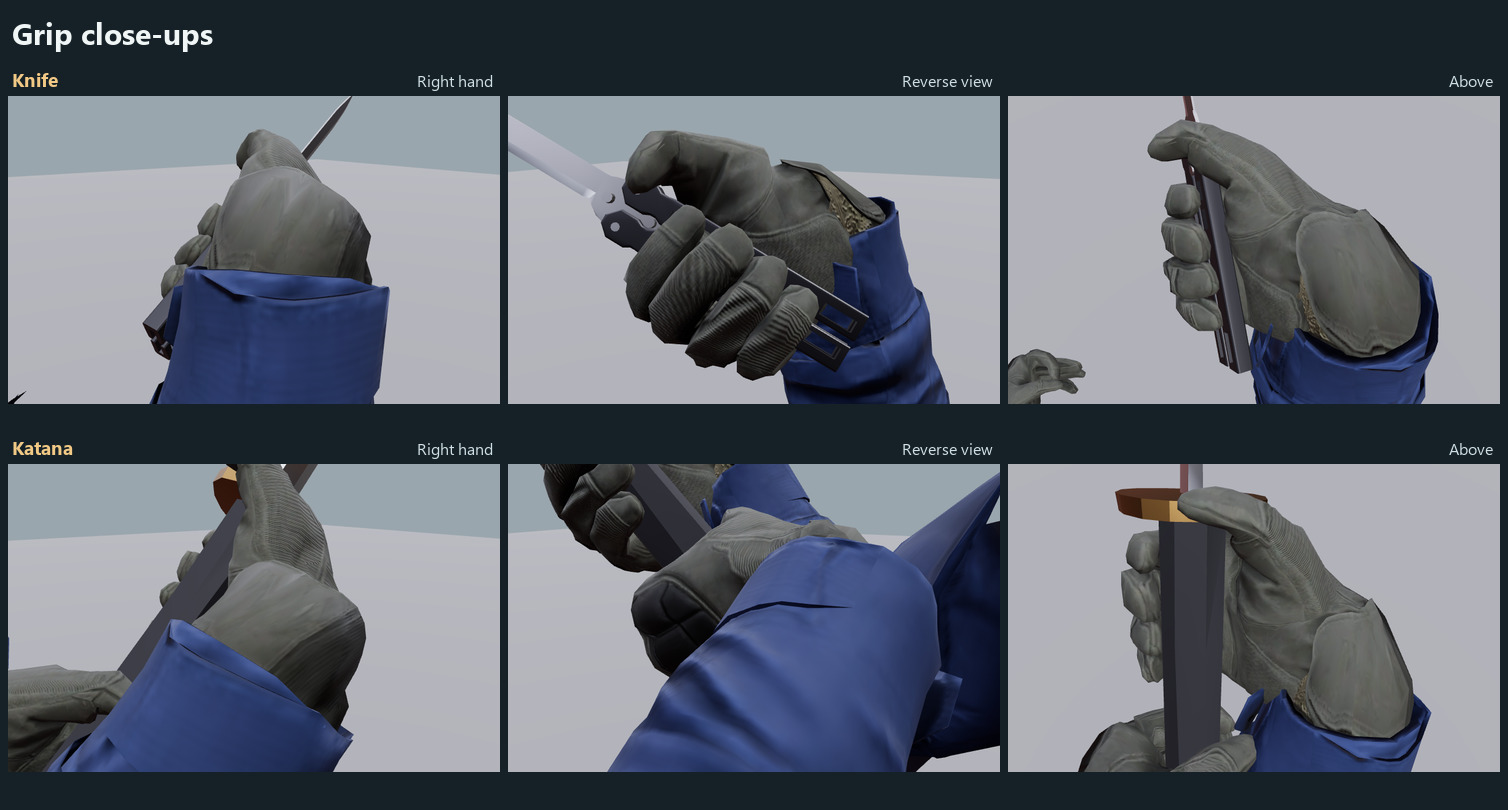 Grip close-ups
Knife
Right hand
Reverse view
Above
Katana
Right hand
Reverse view
Above